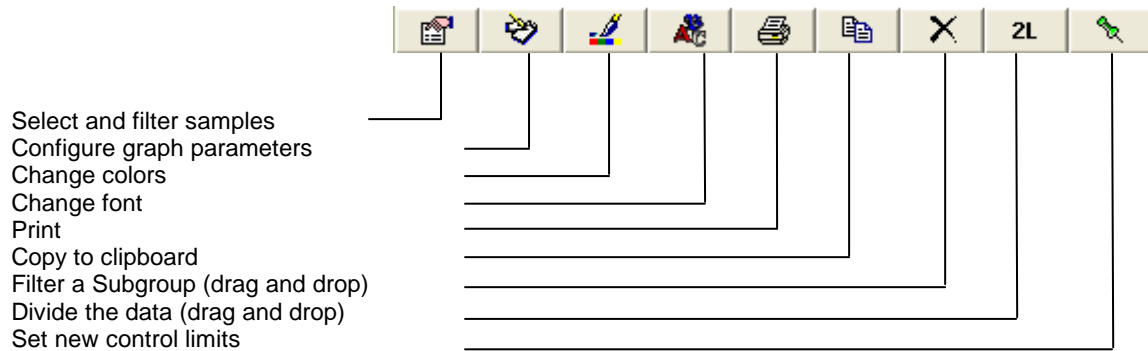 2L
Select and filter samples
Configure graph parameters
Change colors
Change font
Print
Copy to clipboard
Filter a Subgroup (drag and drop)
Divide the data (drag and drop)
Set new control limits